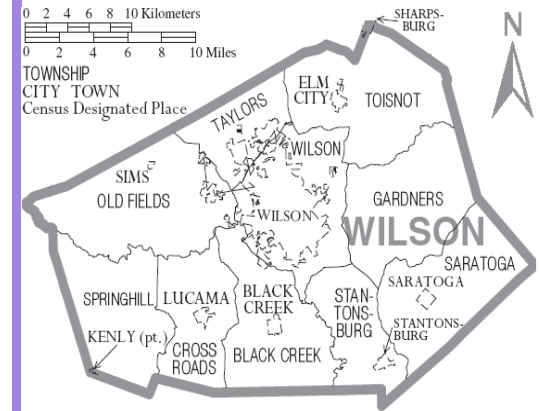 0 2 4 6 8 10 Kilometers
0 2 4 6 10 Miles
TOWNSHIP
CITY TOWN
Census Designated Place
SHARPS-
BURG
N
ELM
CITY
TOISNOT
TAYLORS
WILSON
SIMS
OLD FIELDS
WILSON
GARDNERS
WILSON
SARATOGA
SARATOGA
SPRINGHILL
LUCAMA
BLACK
CREEK
STAN-
TONS-
BURG
STANTONS-
BURG
KENLY (pt.)
CROSS
ROADS
BLACK CREEK